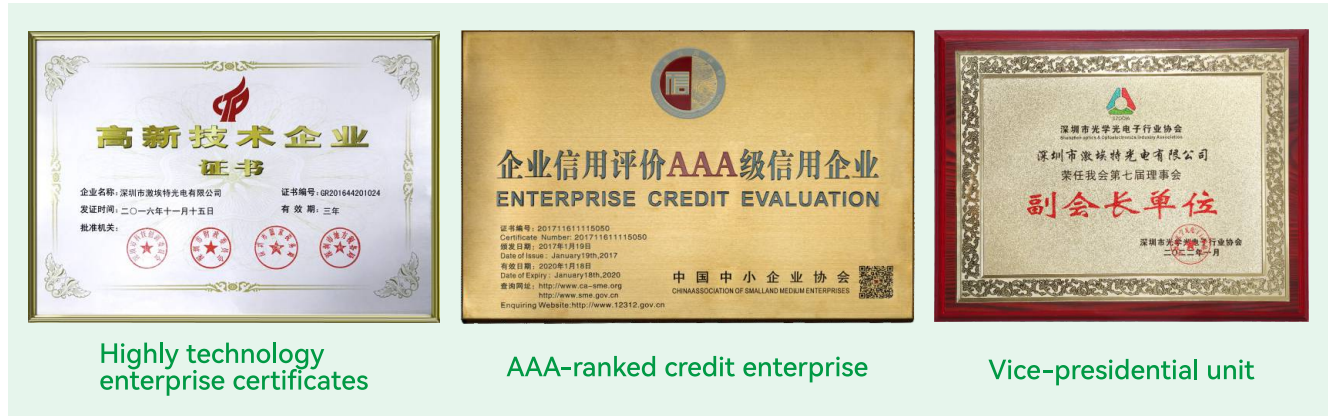 高新技术企业
证书
企业名称：深圳市激埃特光电有限公司
证书编号：GR201644201024
发证时间：二〇一六年十一月十五日
有 效 期：三年
批准机关：
企业信用评价AAA级信用企业
ENTERPRISE CREDIT EVALUATION
证书编号：201711611115050
Certificate Number: 201711611115050
颁发日期：2017年1月19日
Date of Issue：January19th,2017
有效日期：2020年1月18日
Date of Expiry：January18th,2020
查询网址：http://www.ca-sme.org
http://www.sme.gov.cn
Enquiring Website:http://www.12312.gov.cn
中国中小企业协会
CHINAASSOCIATION OF SMALLAND MEDIUM ENTERPRISES
深圳市光学光电子行业协会
深圳市激埃特光电有限公司
荣任我会第七届理事会
副会长单位
深圳市光学光电子行业协会
二〇二二年一月
Highly technology
enterprise certificates
AAA-ranked credit enterprise
Vice-presidential unit